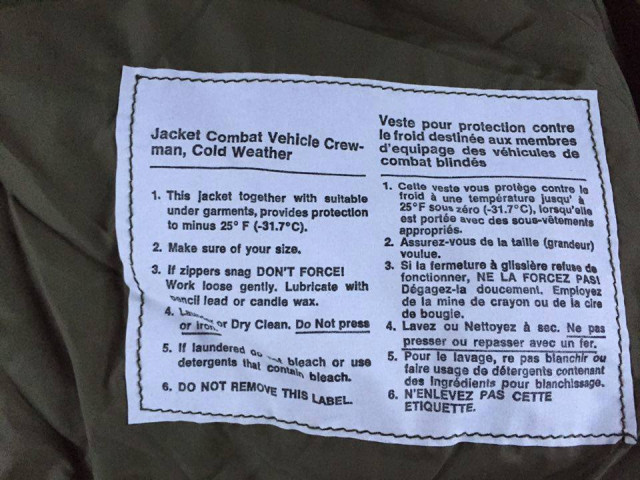 Jacket Combat Vehicle Crew-
man, Cold Weather
1. This jacket together with suitable
under garments, provides protection
to minus 25° F (-31.7°C).
2. Make sure of your size.
3. If zippers snag DON'T FORCE!
Work loose gently. Lubricate with
pencil lead or candle wax.
4. or Dry Clean. Do Not press
or iron.
5. If laundered do bleach or use
detergents that contain bleach.
6. DO NOT REMOVE THIS LABEL.
Veste pour protection contre
le froid destinée aux membres
d'equipage des véhicules de
combat blindés
1. Cette veste vous protège contre le
froid à une température jusqu' à
25°F sous zéro (-31.7°C), lorsqu'elle
est portée avec des sous-vêtements
appropriés.
2. Assurez-vous de la taille (grandeur)
voulue.
3. Si la fermeture à glissière refuse de
fonctionner, NE LA FORCEZ PAS!
Dégagez-la doucement. Employez
de la mine de crayon ou de la cire
de bougie.
4. Lavez ou Nettoyez à sec. Ne pas
presser ou repasser avec un fer.
5. Pour le lavage, re pas blanchir ou
faire usage de détergents contenant
des Ingrédients pour blanchissage.
6. N'ENLEVEZ PAS CETTE
ETIQUETTE.